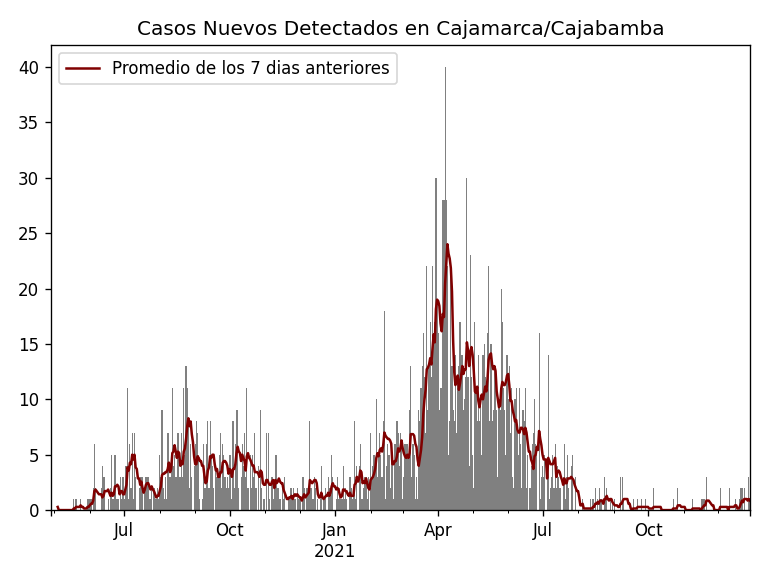 Casos Nuevos Detectados en Cajamarca/Cajabamba
Promedio de los 7 dias anteriores
40
35
30
25
20
15
10
5
0
Jul
Oct
Jan
2021
Apr
Jul
Oct